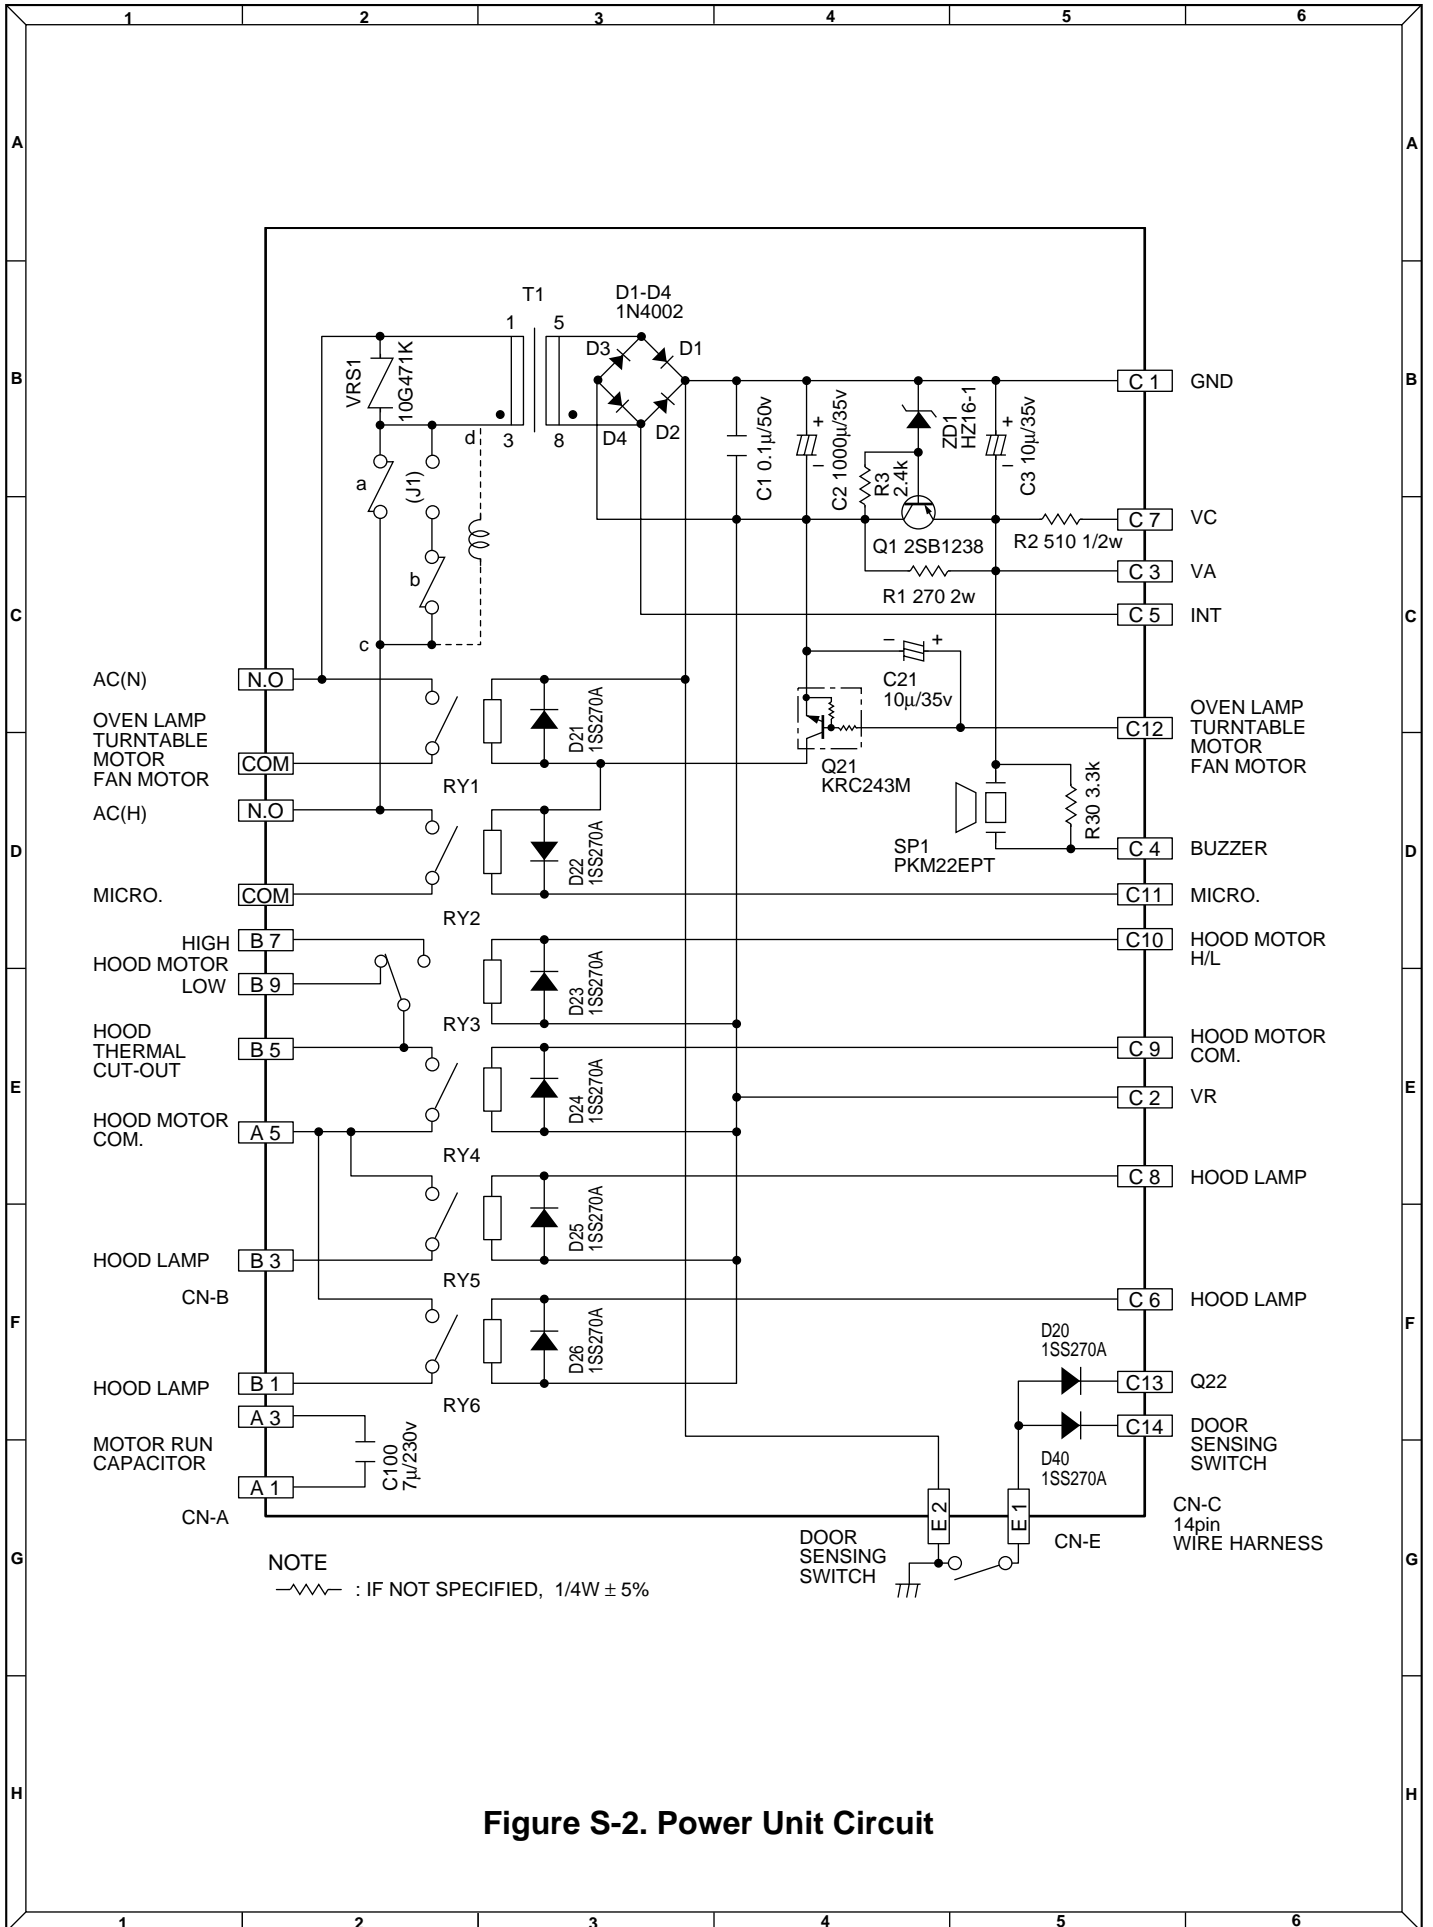 1 2 3 4 5 6
A A
T1
D1-D4
1N4002
1 5
D3 D1
B B
VRS1
10G471K
C 1 GND
d 3 8 D4 D2
C1 0.1µ/50v
+
–
C2 1000µ/35v
R3
2.4k
ZD1
HZ16-1
+
–
C3 10µ/35v
a
(J1)
C 7 VC
Q1 2SB1238
R2 510 1/2w
b
C 3 VA
R1 270 2w
C C
C 5 INT
c
– +
C21
10µ/35v
AC(N) N.O
D21
1SS270A
OVEN LAMP
TURNTABLE
MOTOR
FAN MOTOR
COM
RY1
Q21
KRC243M
C12
OVEN LAMP
TURNTABLE
MOTOR
FAN MOTOR
AC(H) N.O
D22
1SS270A
SP1
PKM22EPT
R30 3.3k
D D
C 4 BUZZER
MICRO. COM
RY2
C11 MICRO.
HIGH B 7
HOOD MOTOR
LOW B 9
D23
1SS270A
C10 HOOD MOTOR
H/L
RY3
HOOD
THERMAL
CUT-OUT
B 5
D24
1SS270A
C 9 HOOD MOTOR
COM.
E E
C 2 VR
HOOD MOTOR
COM.
A 5
RY4
C 8 HOOD LAMP
D25
1SS270A
HOOD LAMP B 3
RY5
CN-B
C 6 HOOD LAMP
F F
D26
1SS270A
D20
1SS270A
HOOD LAMP B 1
RY6
C13 Q22
A 3
C14 DOOR
SENSING
SWITCH
MOTOR RUN
CAPACITOR
C100
7µ/230v
D40
1SS270A
A 1
CN-A
E 2
E 1
CN-C
14pin
WIRE HARNESS
CN-E
DOOR
SENSING
SWITCH
G G
NOTE
: IF NOT SPECIFIED, 1/4W ± 5%
H H
Figure S-2. Power Unit Circuit
1 2 3 4 5 6